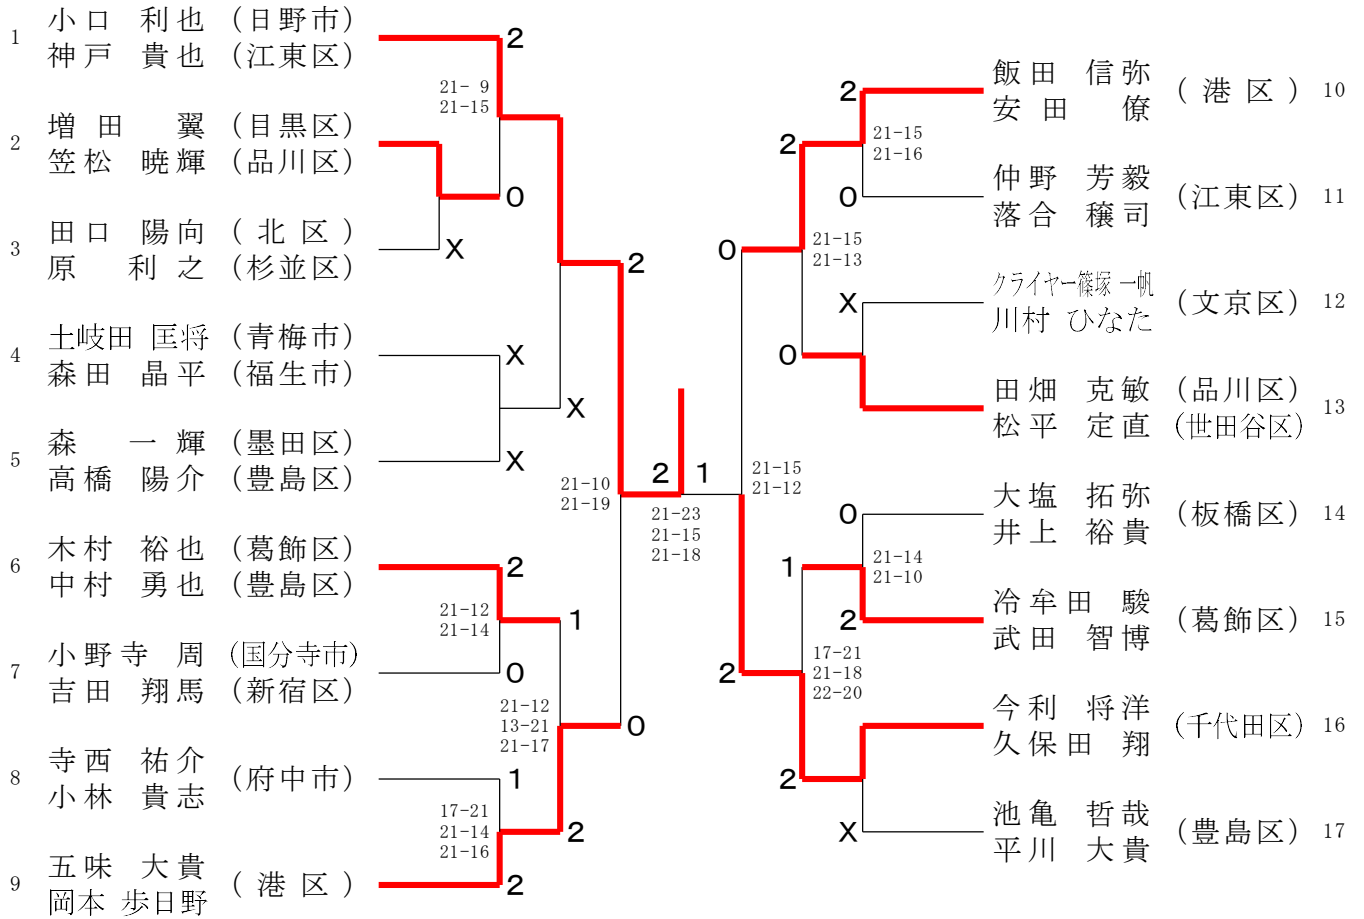 1 小口 利也 (日野市)
神戸 貴也 (江東区)
2
21- 9
21-15
2 増田 翼 (目黒区)
笠松 暁輝 (品川区)
0
3 田口 陽向 (北区)
原 利之 (杉並区)
X
2
4 土岐田 匡将 (青梅市)
森田 晶平 (福生市)
X
X
5 森 一輝 (墨田区)
高橋 陽介 (豊島区)
X
21-10
21-19
6 木村 裕也 (葛飾区)
中村 勇也 (豊島区)
2
21-12
21-14
1
7 小野寺 周 (国分寺市)
吉田 翔馬 (新宿区)
0
21-12
13-21
21-17
0
8 寺西 祐介
小林 貴志
(府中市)
1
17-21
21-14
21-16
2
9 五味 大貴
岡本 歩日野
(港区)
2
2 1
21-23
21-15
21-18
飯田 信弥
安田 僚
(港区) 10
2
21-15
21-16
2
仲野 芳毅
落合 穣司
(江東区) 11
0
0
21-15
21-13
クライヤー篠塚 一帆
川村 ひなた
(文京区) 12
X
0
田畑 克敏 (品川区)
松平 定直 (世田谷区)
13
21-15
21-12
大塩 拓弥
井上 裕貴
(板橋区) 14
0
21-14
21-10
1
冷牟田 駿
武田 智博
(葛飾区) 15
2
17-21
21-18
22-20
2
今利 将洋
久保田 翔
(千代田区) 16
2
池亀 哲哉
平川 大貴
(豊島区) 17
X